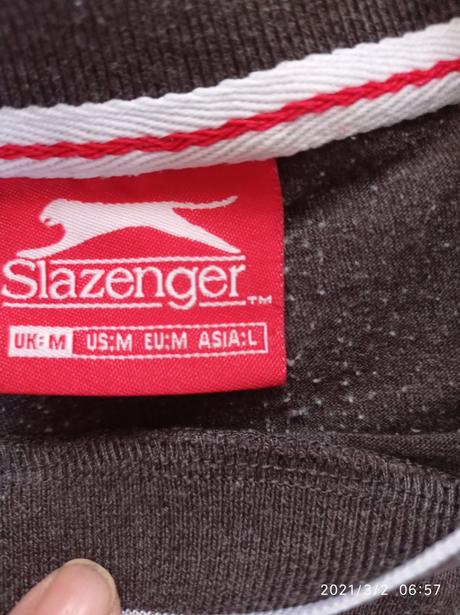 Slazenger™
UK:M US:M EU:M ASIA:L
2021/3/2 06:57